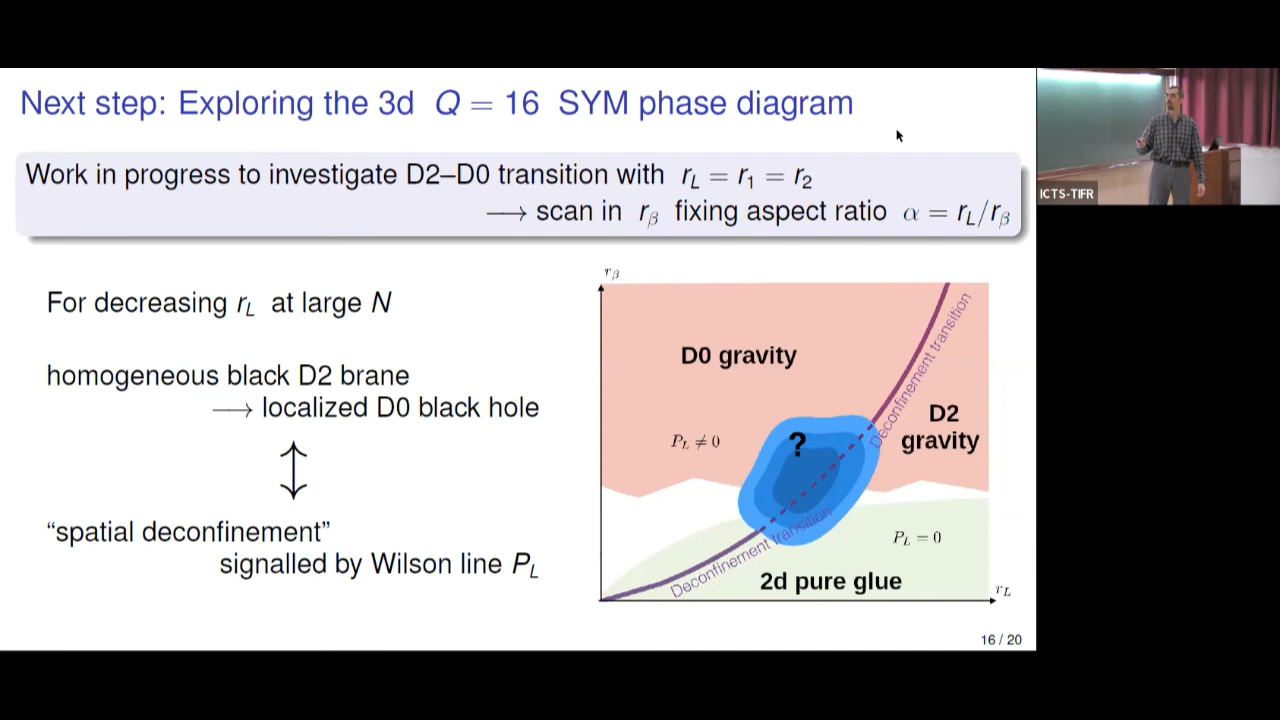 Next step: Exploring the 3d Q = 16 SYM phase diagram
Work in progress to investigate D2–D0 transition with r_L = r_1 = r_2
⟶ scan in r_β fixing aspect ratio α = r_L/r_β
For decreasing r_L at large N
homogeneous black D2 brane
⟶ localized D0 black hole
“spatial deconfinement”
signalled by Wilson line P_L
r_β
D0 gravity
Deconfinement transition
D2
gravity
P_L ≠ 0
?
Deconfinement transition
P_L = 0
2d pure glue
r_L
16 / 20
ICTS-TIFR